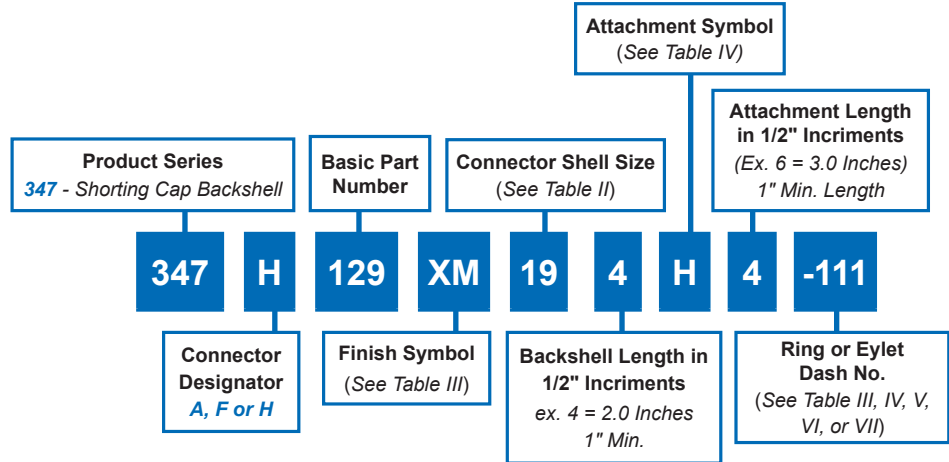 Attachment Symbol
(See Table IV)
Attachment Length
in 1/2" Incriments
(Ex. 6 = 3.0 Inches)
1" Min. Length
Product Series
347 - Shorting Cap Backshell
Basic Part
Number
Connector Shell Size
(See Table II)
347 H 129 XM 19 4 H 4 -111
Connector
Designator
A, F or H
Finish Symbol
(See Table III)
Backshell Length in
1/2" Incriments
ex. 4 = 2.0 Inches
1" Min.
Ring or Eylet
Dash No.
(See Table III, IV, V,
VI, or VII)